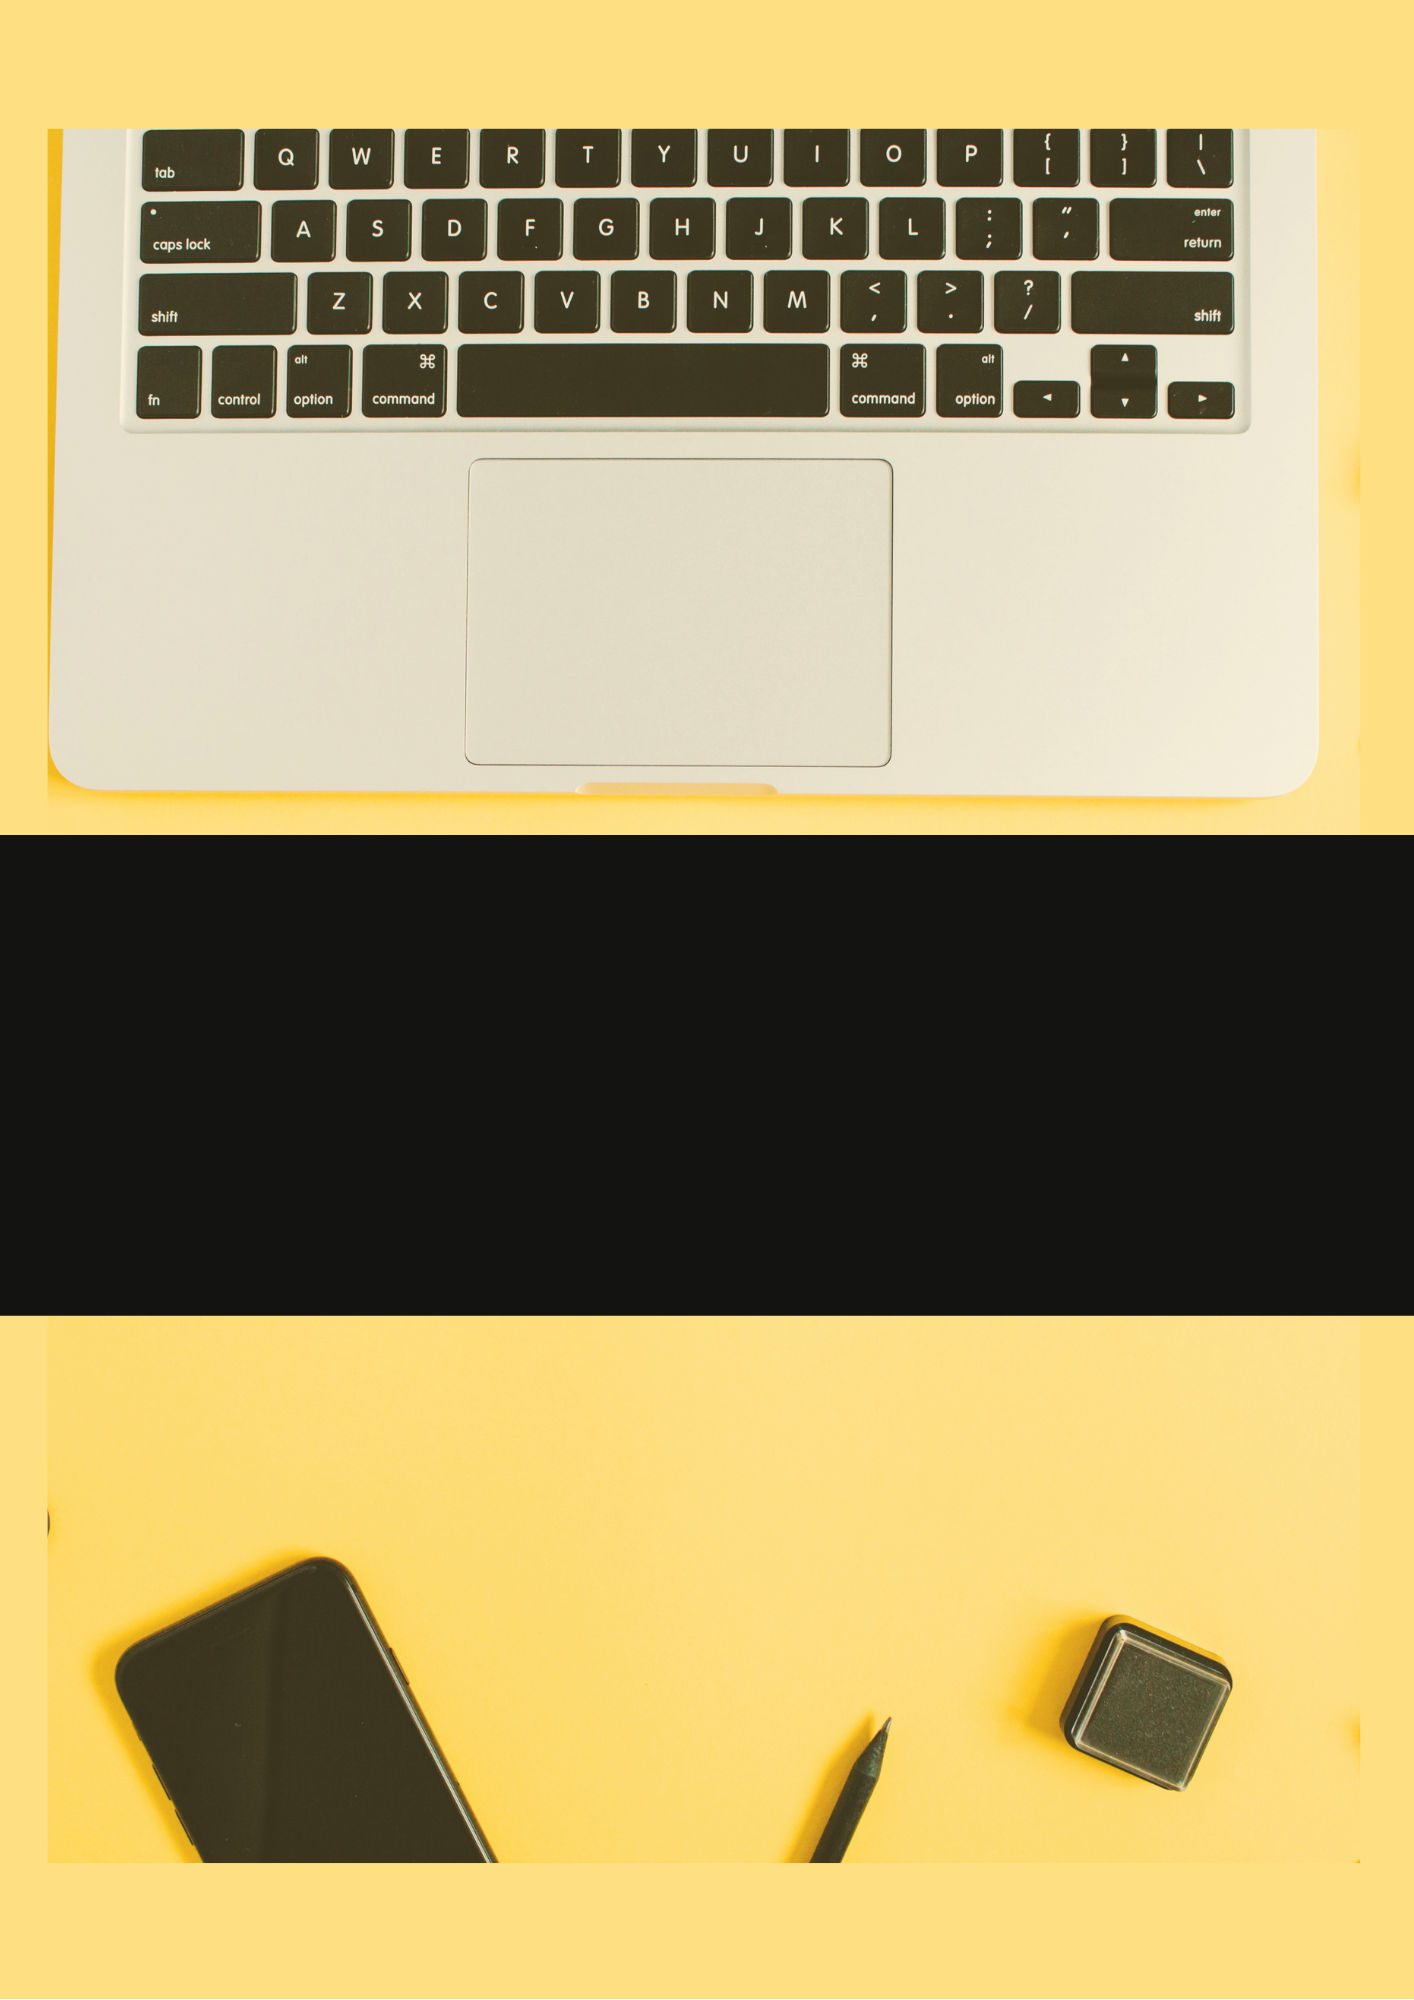 tab Q W E R T Y U I O P { [ } ] | \
caps lock A S D F G H J K L : ; " ' enter return
shift Z X C V B N M < , > . ? / shift
fn control alt option ⌘ command ⌘ command alt option ◄ ▲ ▼ ►